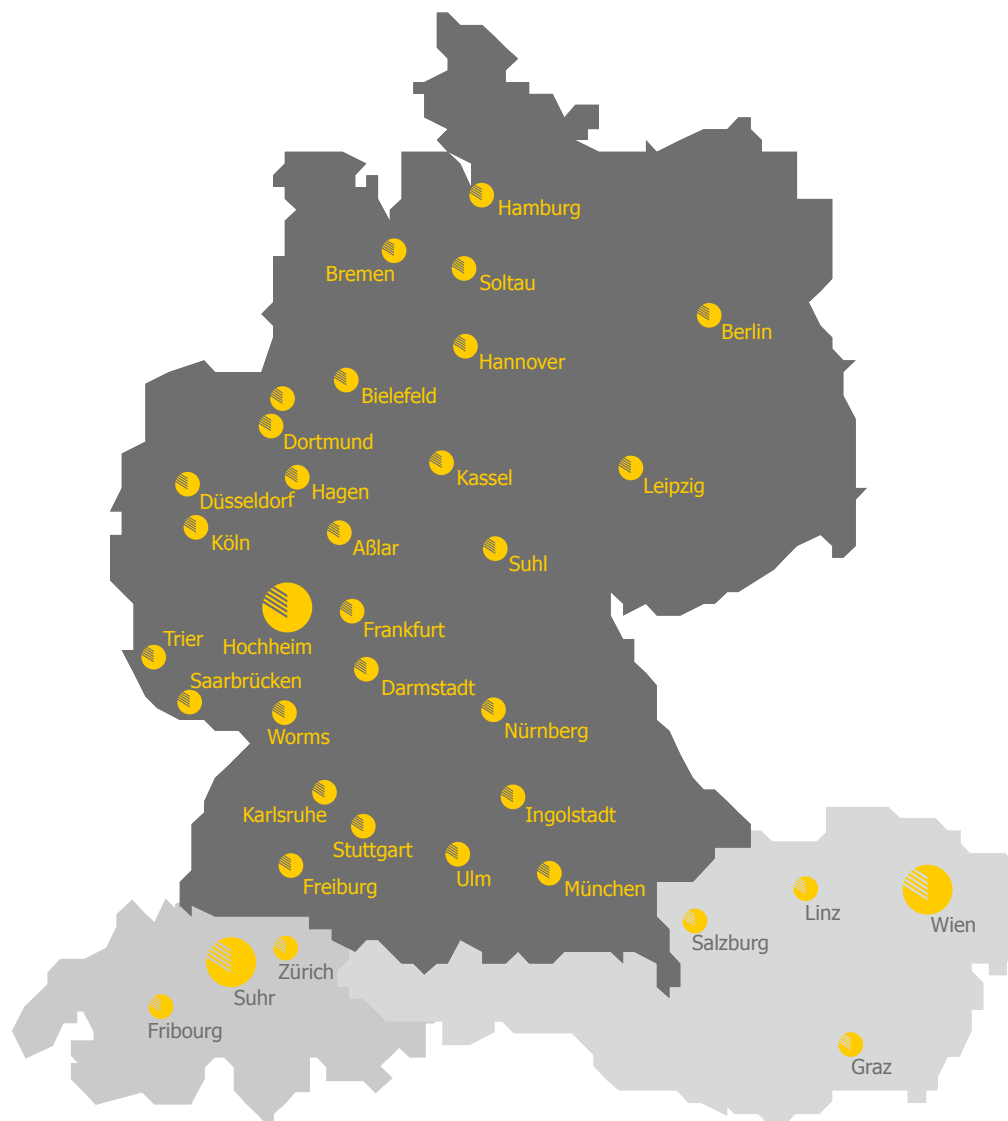 Hamburg
Bremen
Soltau
Berlin
Hannover
Bielefeld
Dortmund
Kassel
Leipzig
Düsseldorf
Hagen
Köln
Aßlar
Suhl
Frankfurt
Trier
Hochheim
Saarbrücken
Darmstadt
Nürnberg
Worms
Karlsruhe
Ingolstadt
Stuttgart
Ulm
Freiburg
München
Linz
Wien
Salzburg
Zürich
Suhr
Fribourg
Graz